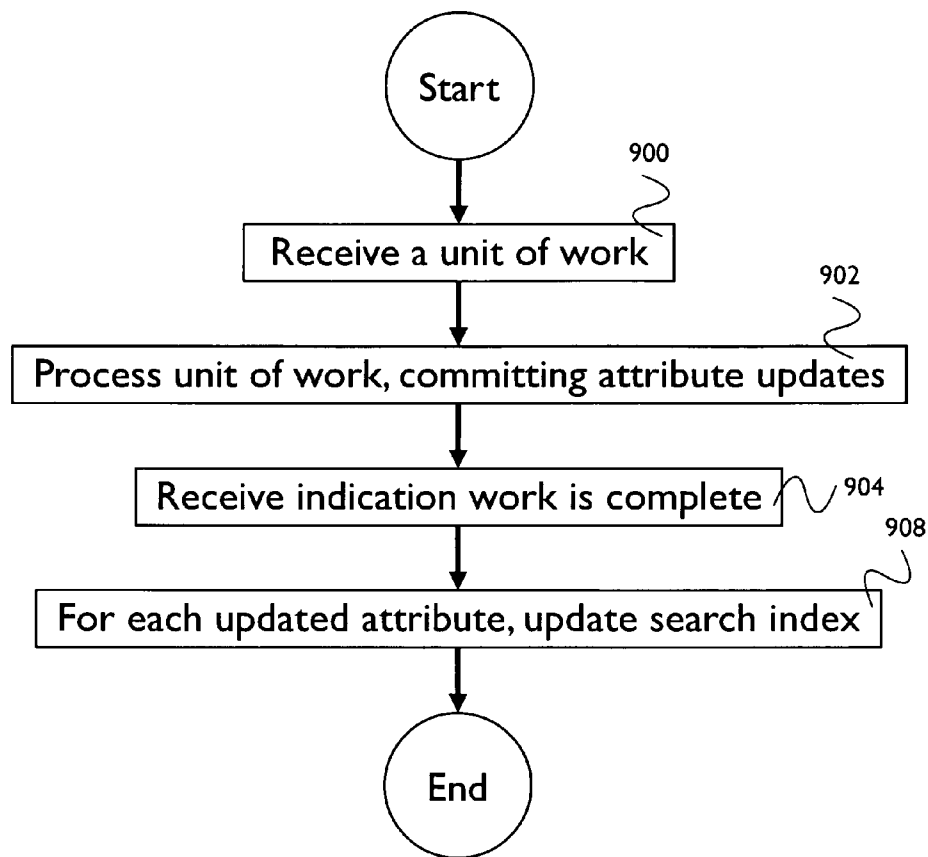 Start
900
Receive a unit of work
902
Process unit of work, committing attribute updates
Receive indication work is complete
904
908
For each updated attribute, update search index
End